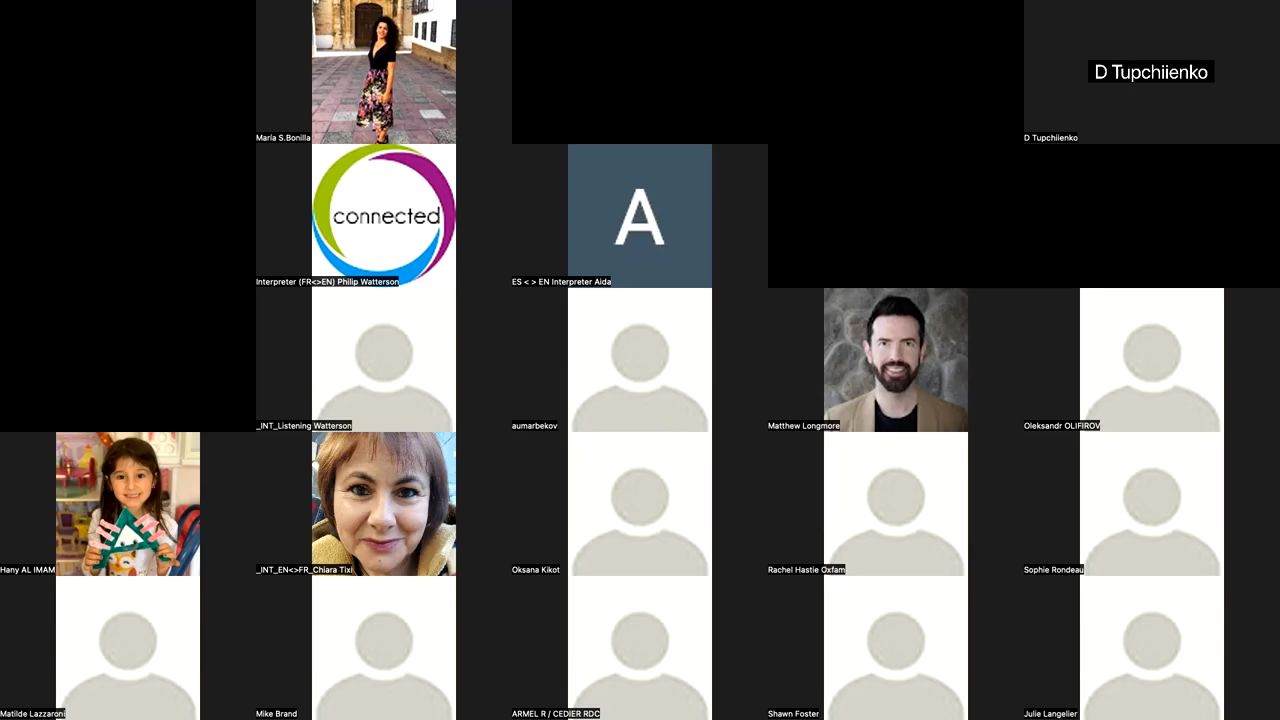 D Tupchiienko
María S.Bonilla
D Tupchiienko
connected
A
Interpreter (FR<>EN) Philip Watterson
ES < > EN Interpreter Aida
_INT_Listening Watterson
aumarbekov
Matthew Longmore
Oleksandr OLIFIROV
Hany AL IMAM
_INT_EN<>FR_Chiara Tixi
Oksana Kikot
Rachel Hastie Oxfam
Sophie Rondeau
Matilde Lazzaroni
Mike Brand
ARMEL R / CEDIER RDC
Shawn Foster
Julie Langelier